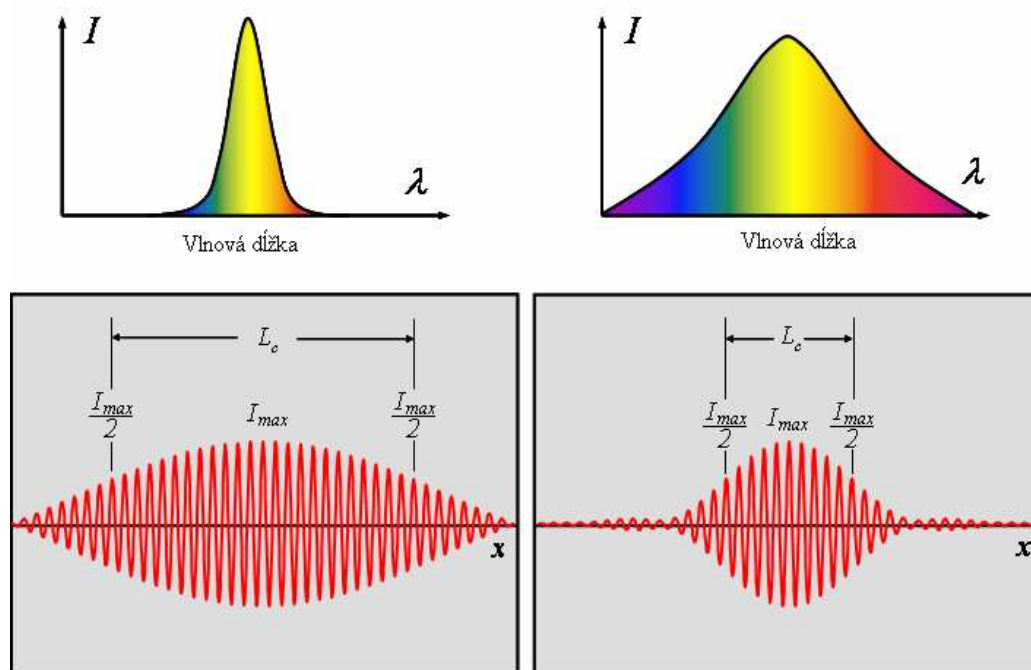 I
λ
Vlnová dĺžka
I
λ
Vlnová dĺžka
L_c
I_max/2
I_max
I_max/2
x
L_c
I_max/2
I_max
I_max/2
x